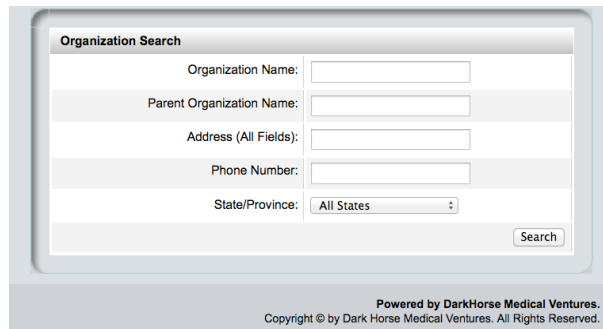 Organization Search
Organization Name:
Parent Organization Name:
Address (All Fields):
Phone Number:
State/Province: All States
Search
Powered by DarkHorse Medical Ventures.
Copyright © by Dark Horse Medical Ventures. All Rights Reserved.